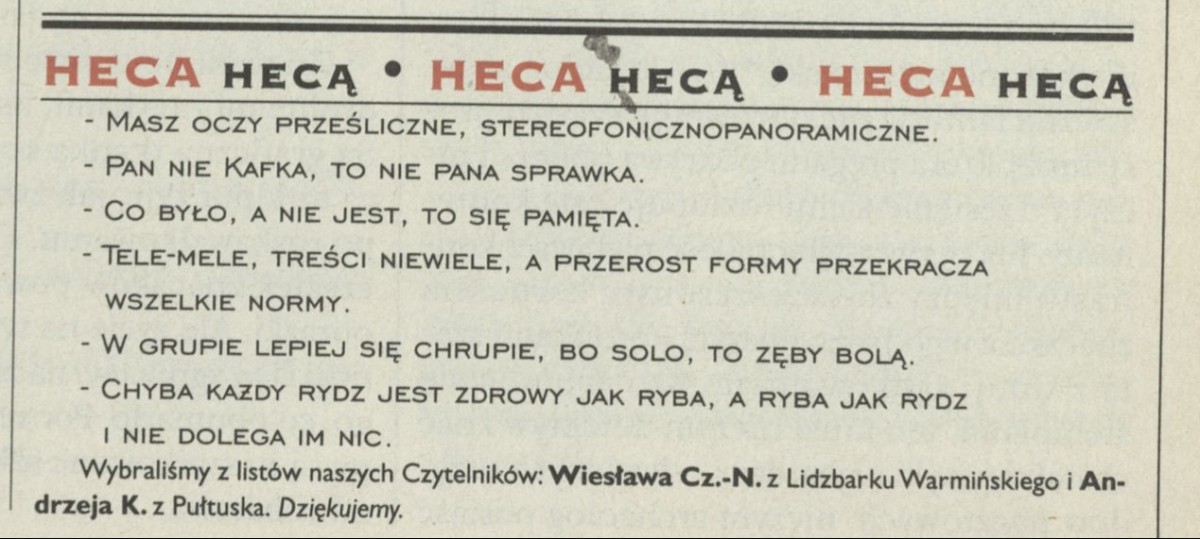 HECA HECĄ • HECA HECĄ • HECA HECĄ
- MASZ OCZY PRZEŚLICZNE, STEREOFONICZNOPANORAMICZNE.
- PAN NIE KAFKA, TO NIE PANA SPRAWKA.
- CO BYŁO, A NIE JEST, TO SIĘ PAMIĘTA.
- TELE-MELE, TREŚCI NIEWIELE, A PRZEROST FORMY PRZEKRACZA
WSZELKIE NORMY.
- W GRUPIE LEPIEJ SIĘ CHRUPIE, BO SOLO, TO ZĘBY BOLĄ.
CHYBA KAŻDY RYDZ JEST ZDROWY JAK RYBA, A RYBA JAK RYDZ
I NIE DOLEGA IM NIC.
Wybraliśmy z listów naszych Czytelników: Wiesława Cz.-N. z Lidzbarku Warmińskiego i An-
drzeja K. z Pułtuska. Dziękujemy.